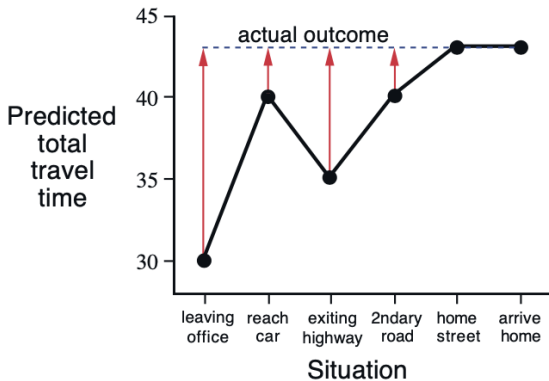 45
actual outcome
Predicted
total
travel
time
40
35
30
leaving
office
reach
car
exiting
highway
2ndary
road
home
street
arrive
home
Situation